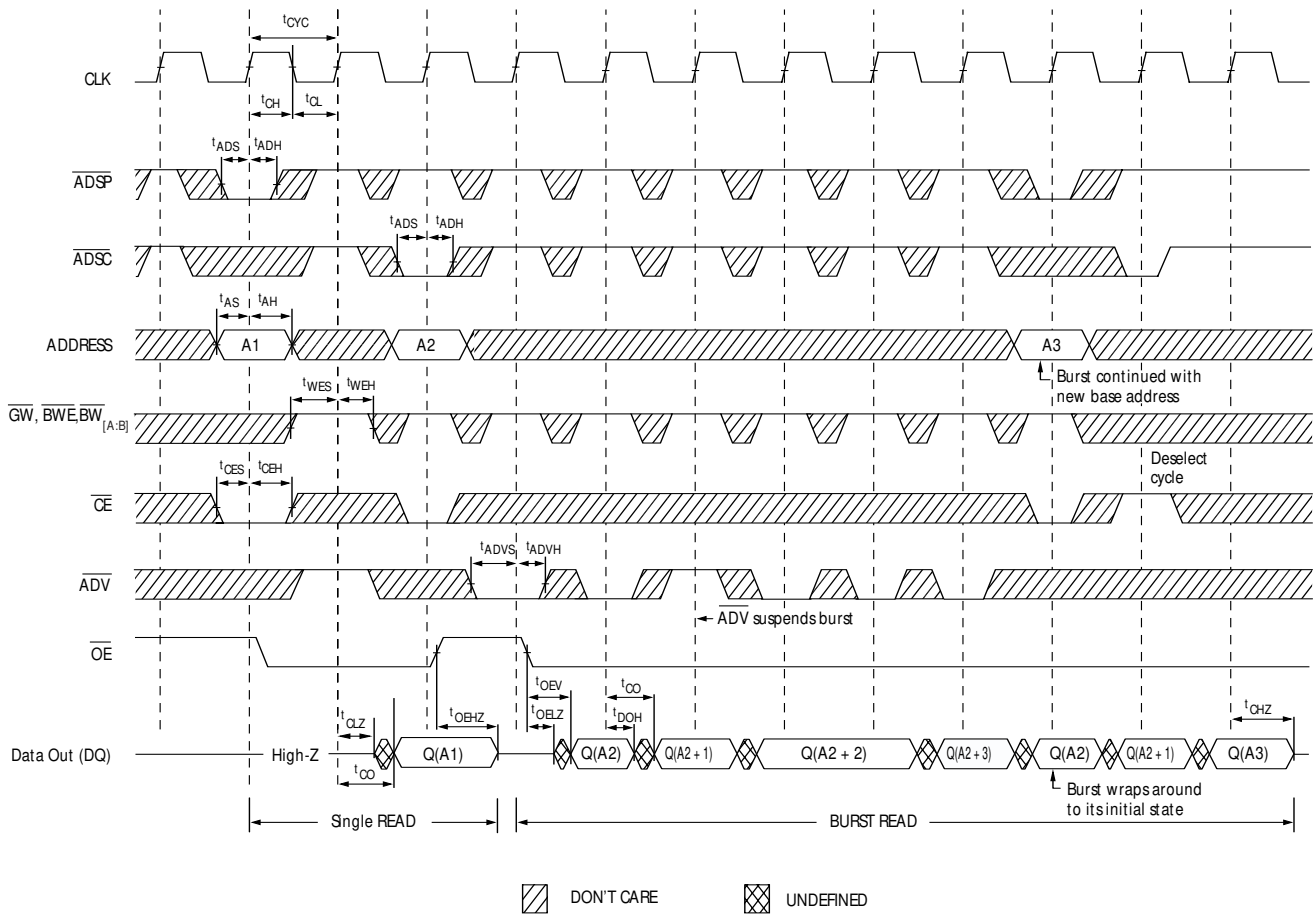 tCYC
CLK
tCH tCL
tADS tADH
ADSP
tADS tADH
ADSC
tAS tAH
ADDRESS A1 A2 A3
Burst continued with
new base address
tWES tWEH
GW, BWE,BW[A:B]
Deselect
cycle
tCES tCEH
CE
tADVS tADVH
ADV
ADV suspends burst
OE
tOEV tCO
tCLZ tOEHZ tOELZ tDOH tCHZ
Data Out (DQ) High-Z Q(A1) Q(A2) Q(A2 + 1) Q(A2 + 2) Q(A2 + 3) Q(A2) Q(A2 + 1) Q(A3)
tCO
Burst wraps around
to its initial state
Single READ BURST READ
DON'T CARE UNDEFINED